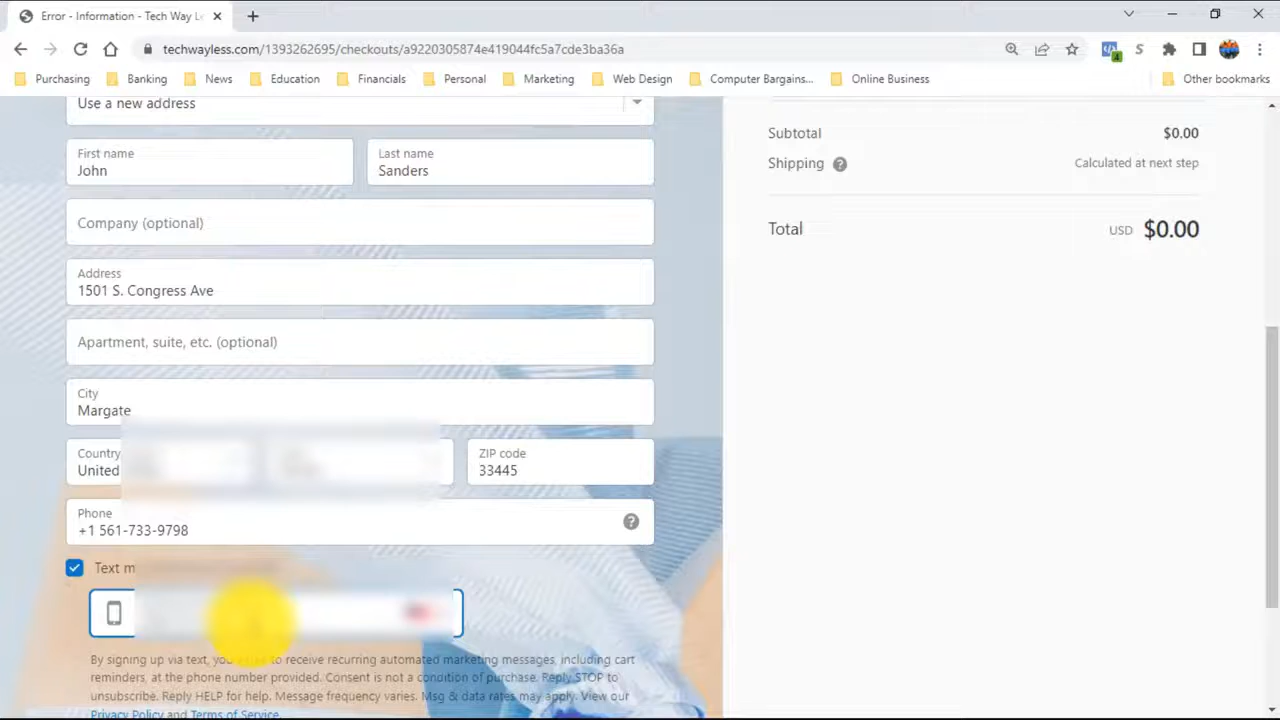 Error - Information - Tech Way Le
techwayless.com/1393262695/checkouts/a9220305874e419044fc5a7cde3ba36a
Purchasing Banking News Education Financials Personal Marketing Web Design Computer Bargains... Online Business Other bookmarks
Use a new address
First name
John
Last name
Sanders
Company (optional)
Address
1501 S. Congress Ave
Apartment, suite, etc. (optional)
City
Margate
Country
United
ZIP code
33445
Phone
+1 561-733-9798
Text m
By signing up via text, you agree to receive recurring automated marketing messages, including cart
reminders, at the phone number provided. Consent is not a condition of purchase. Reply STOP to
unsubscribe. Reply HELP for help. Message frequency varies. Msg & data rates may apply. View our
Privacy Policy and Terms of Service.
Subtotal $0.00
Shipping Calculated at next step
Total USD $0.00